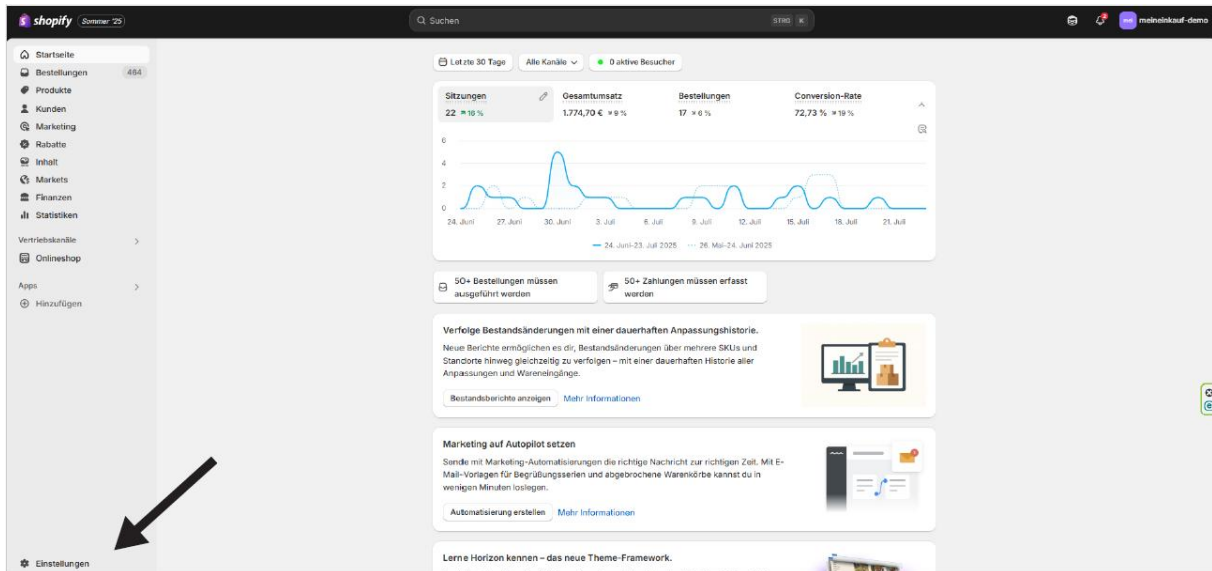 shopify Sommer '25
Suchen STRG K
meineinkauf-demo
Startseite
Bestellungen 464
Produkte
Kunden
Marketing
Rabatte
Inhalt
Markets
Finanzen
Statistiken
Vertriebskanäle
Onlineshop
Apps
Hinzufügen
Einstellungen
Letzte 30 Tage Alle Kanäle 0 aktive Besucher
Sitzungen Gesamtumsatz Bestellungen Conversion-Rate
22 16 % 1.774,70 € 9 % 17 6 % 72,73 % 19 %
6
4
2
0
24. Juni 27. Juni 30. Juni 3. Juli 6. Juli 9. Juli 12. Juli 15. Juli 18. Juli 21. Juli
24. Juni–23. Juli 2025 26. Mai–24. Juni 2025
50+ Bestellungen müssen
ausgeführt werden
50+ Zahlungen müssen erfasst
werden
Verfolge Bestandsänderungen mit einer dauerhaften Anpassungshistorie.
Neue Berichte ermöglichen es dir, Bestandsänderungen über mehrere SKUs und
Standorte hinweg gleichzeitig zu verfolgen – mit einer dauerhaften Historie aller
Anpassungen und Wareneingänge.
Bestandsberichte anzeigen Mehr Informationen
Marketing auf Autopilot setzen
Sende mit Marketing-Automatisierungen die richtige Nachricht zur richtigen Zeit. Mit E-
Mail-Vorlagen für Begrüßungsserien und abgebrochene Warenkörbe kannst du in
wenigen Minuten loslegen.
Automatisierung erstellen Mehr Informationen
Lerne Horizon kennen – das neue Theme-Framework.